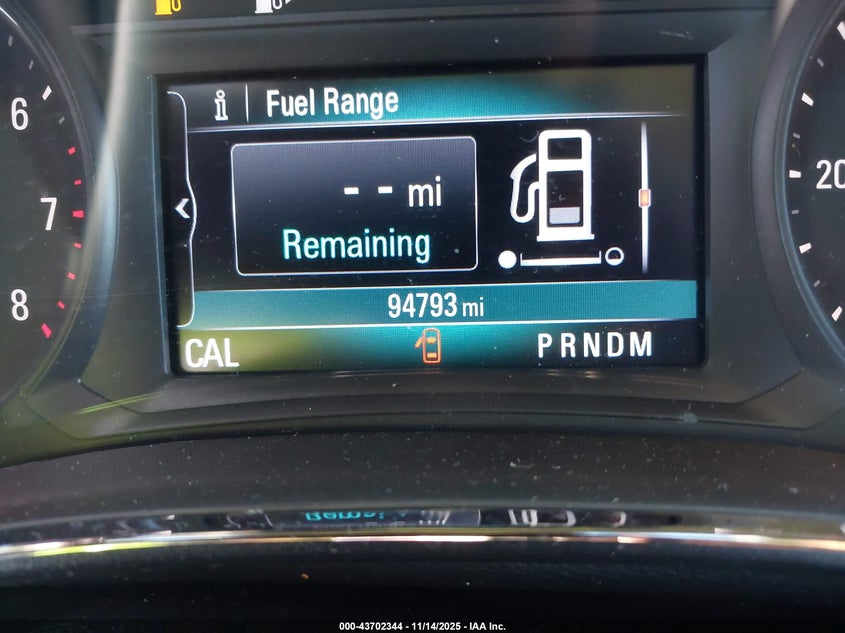 6
7
8
i Fuel Range
-- mi
Remaining
94793 mi
CAL
PRNDM
20
000-43702344 | 11/14/2025 - IAA Inc.